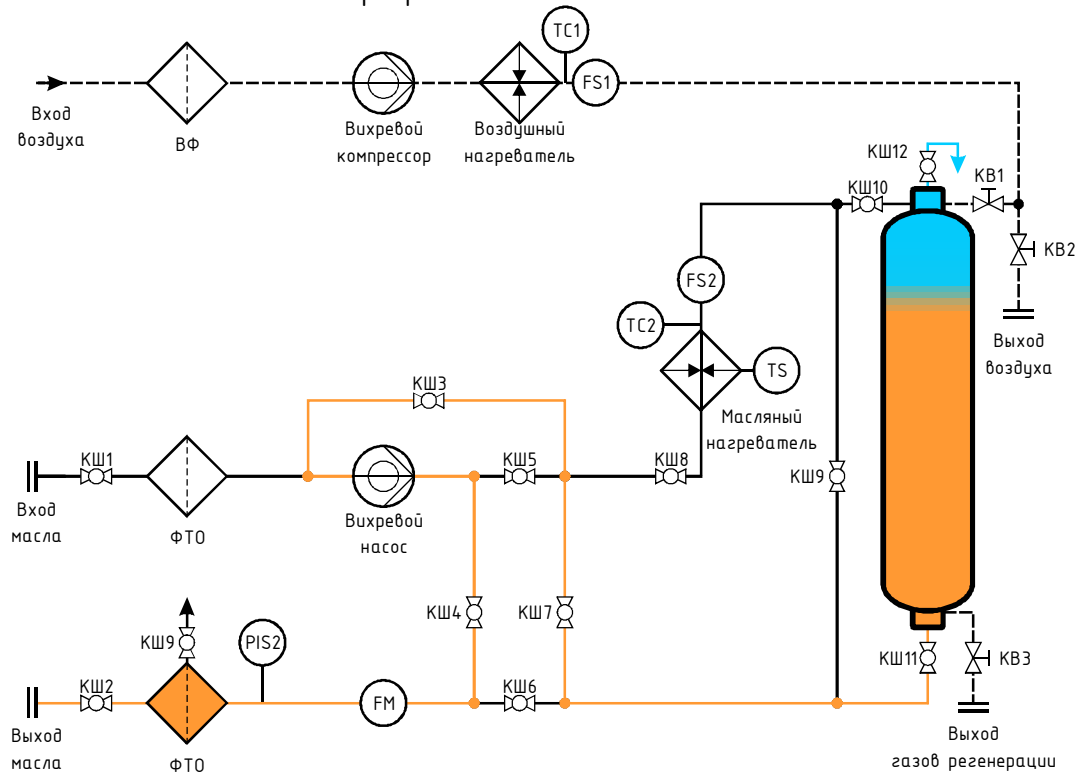 TC1
FS1
Вход
воздуха
ВФ
Вихревой
компрессор
Воздушный
нагреватель
КШ12
КВ1
КШ10
КВ2
FS2
TC2
TS
Выход
воздуха
Масляный
нагреватель
КШ3
КШ1
КШ5
КШ8
КШ9
Вход
масла
ФТО
Вихревой
насос
КШ4
КШ7
КШ9
PIS2
КШ11
КВ3
КШ2
FM
КШ6
Выход
масла
ФТО
Выход
газов регенерации